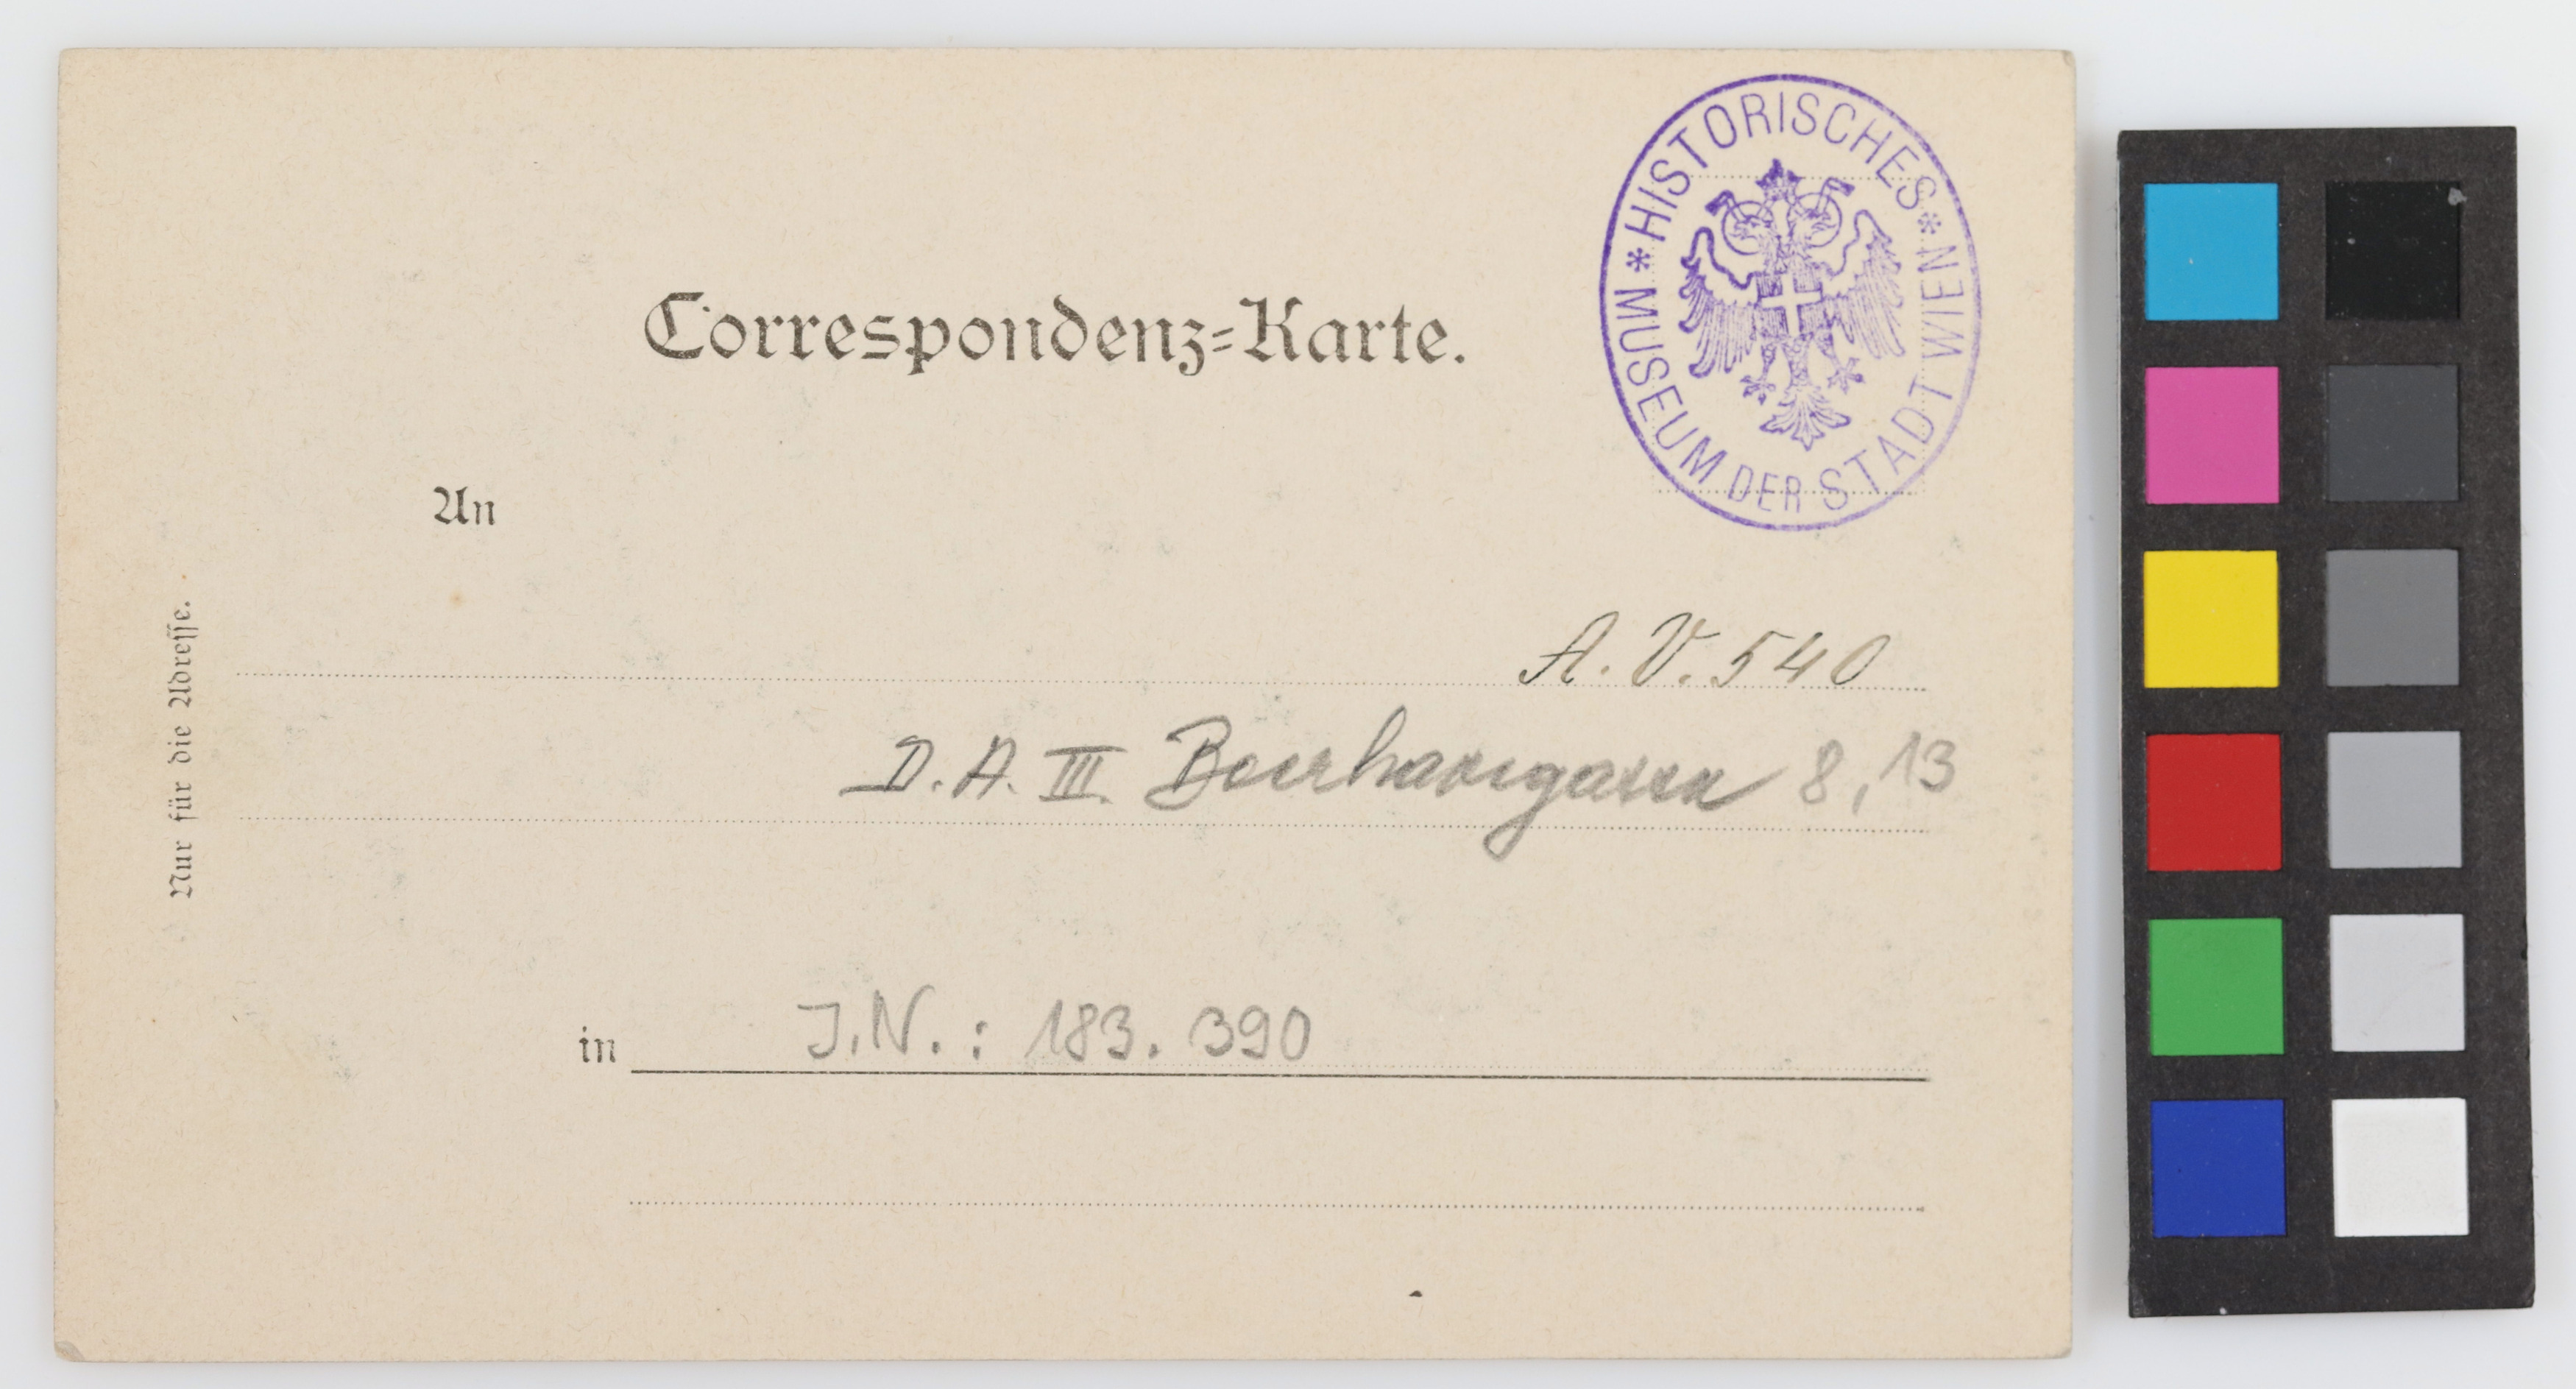 * HISTORISCHES *
MUSEUM DER STADT WIEN
Correspondenz-Karte.
An
A. V. 540
D. A. III. Boerhavegasse 8, 13
in J.N.: 183. 390
Nur für die Adresse.